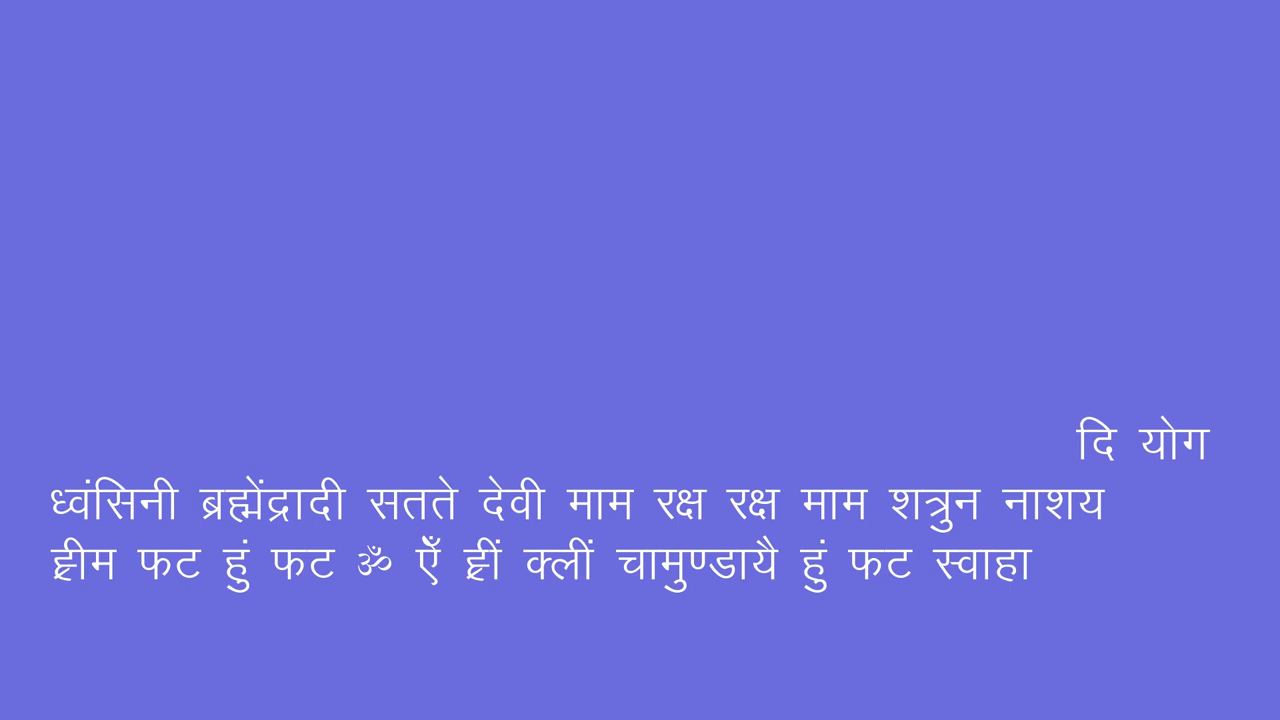 दि योग
ध्वंसिनी ब्रह्मेंद्रादी सतते देवी माम रक्ष रक्ष माम शत्रुन नाशय
ह्रीम फट हुं फट ॐ ऐँ ह्रीं क्लीं चामुण्डायै हुं फट स्वाहा